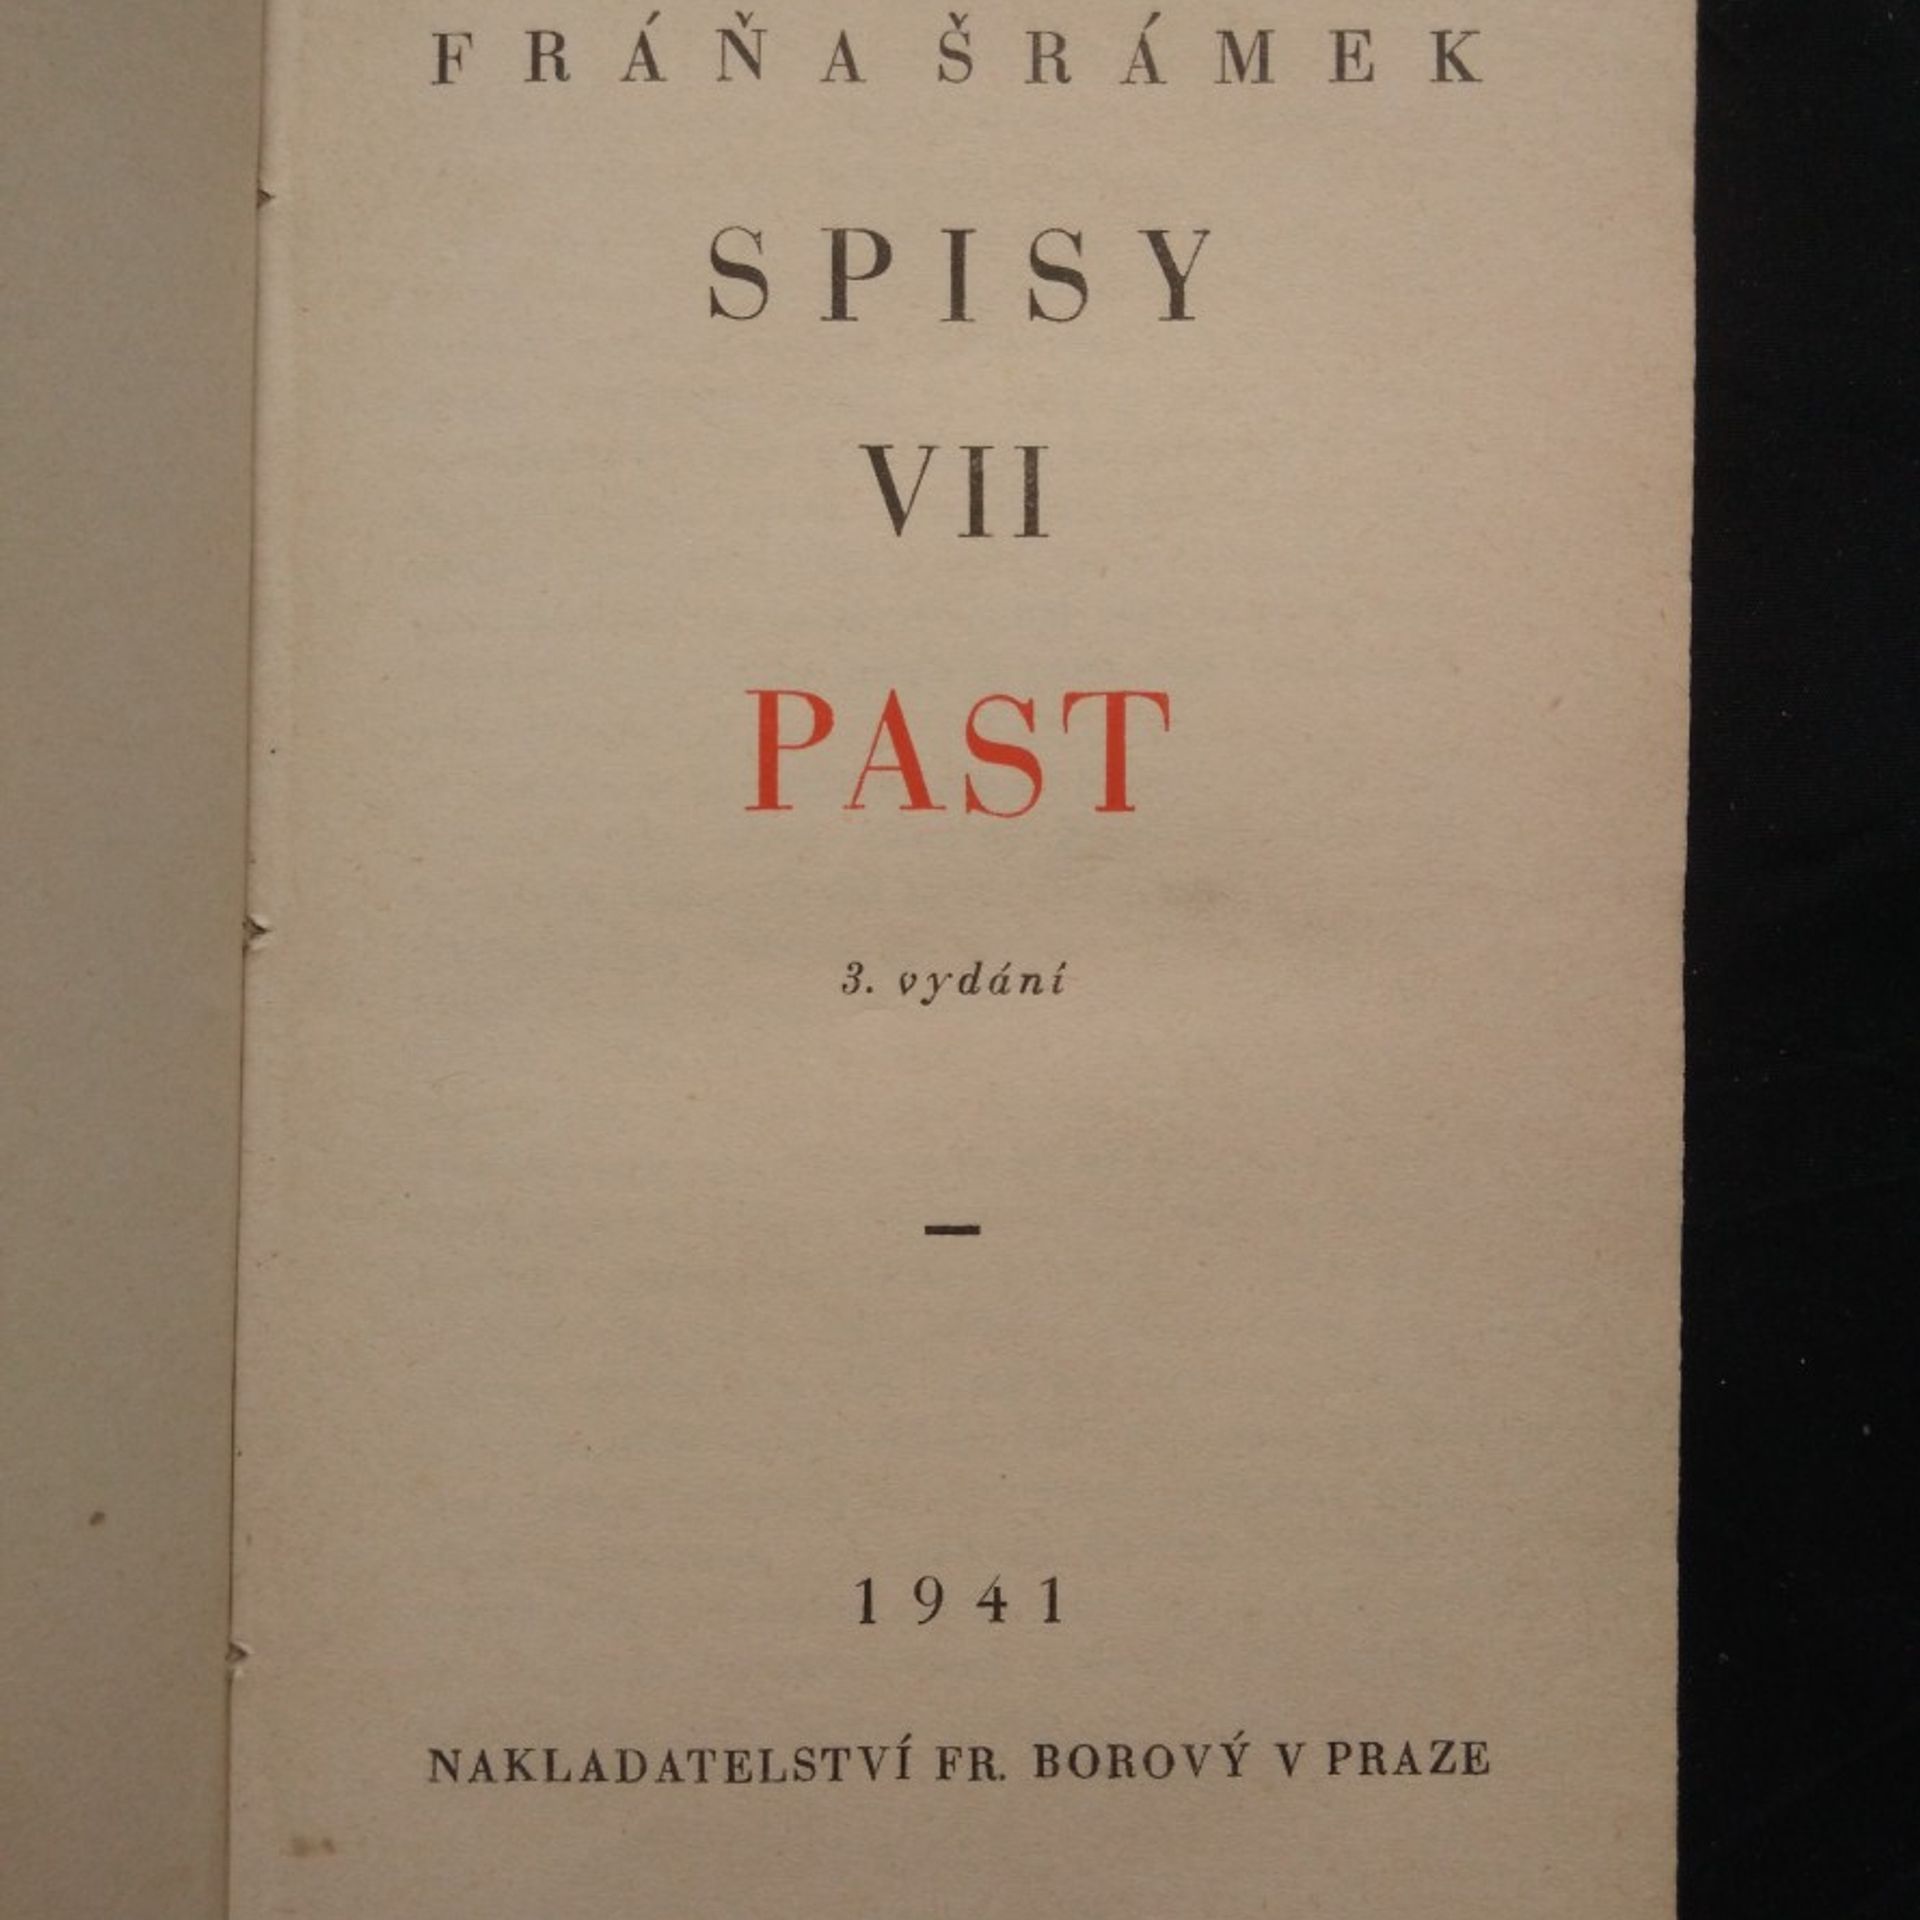 FRÁŇA ŠRÁMEK
SPISY
VII
PAST
3. vydání
1941
NAKLADATELSTVÍ FR. BOROVÝ V PRAZE